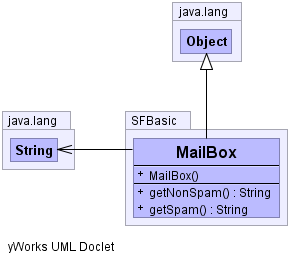 java.lang
Object
java.lang
String
SFBasic
MailBox
+ MailBox()
+ getNonSpam() : String
+ getSpam() : String
yWorks UML Doclet